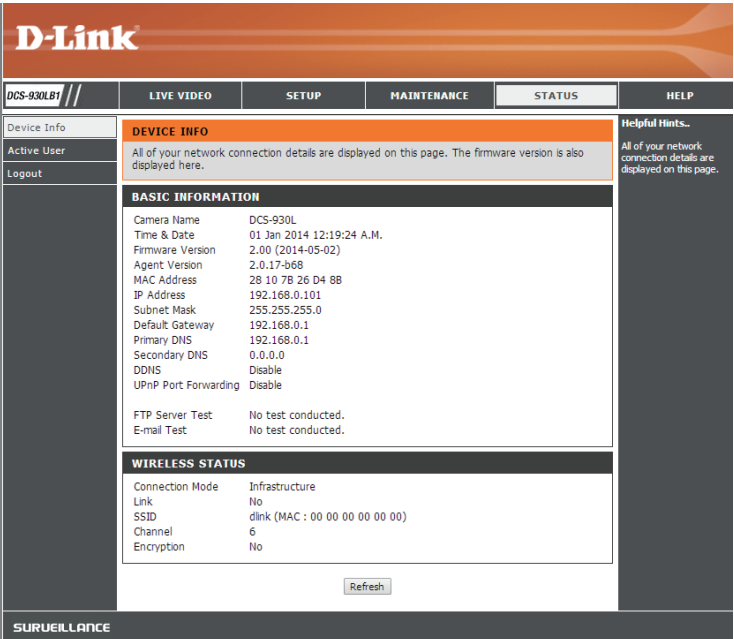 D-Link
DCS-930LB1 //
LIVE VIDEO
SETUP
MAINTENANCE
STATUS
HELP
Device Info
Active User
Logout
DEVICE INFO
All of your network connection details are displayed on this page. The firmware version is also
displayed here.
BASIC INFORMATION
Camera Name DCS-930L
Time & Date 01 Jan 2014 12:19:24 A.M.
Firmware Version 2.00 (2014-05-02)
Agent Version 2.0.17-b68
MAC Address 28 10 7B 26 D4 8B
IP Address 192.168.0.101
Subnet Mask 255.255.255.0
Default Gateway 192.168.0.1
Primary DNS 192.168.0.1
Secondary DNS 0.0.0.0
DDNS Disable
UPnP Port Forwarding Disable
FTP Server Test No test conducted.
E-mail Test No test conducted.
WIRELESS STATUS
Connection Mode Infrastructure
Link No
SSID dlink (MAC : 00 00 00 00 00 00)
Channel 6
Encryption No
Refresh
Helpful Hints..
All of your network
connection details are
displayed on this page.
SURVEILLANCE